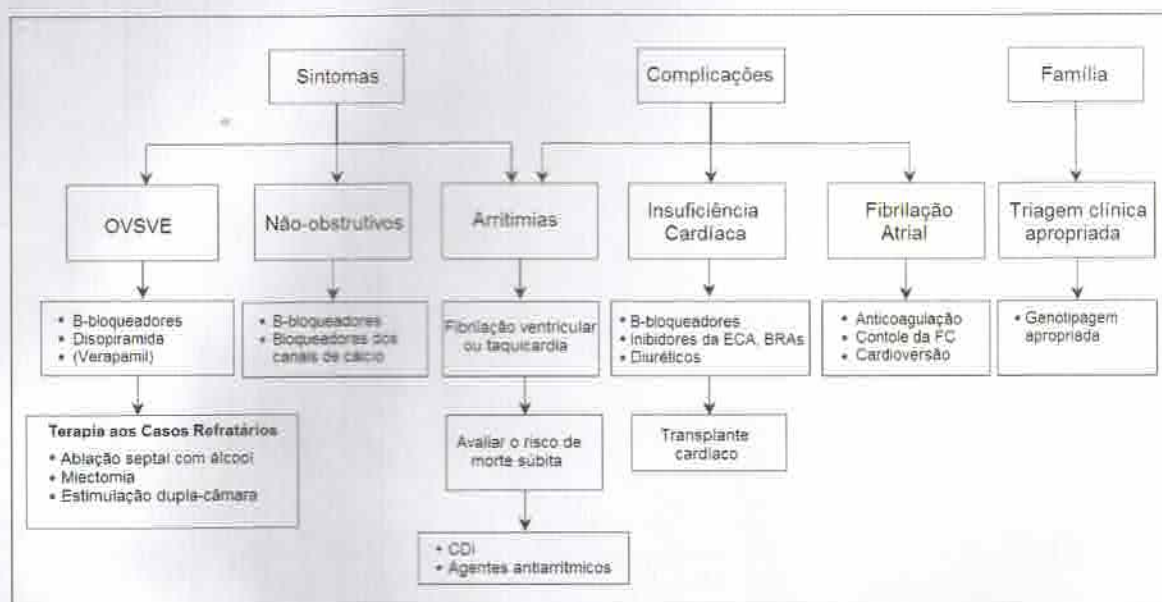 Sintomas
Complicações
Família
OVSVE
Não-obstrutivos
Arritimias
Insuficiência
Cardíaca
Fibrilação
Atrial
Triagem clínica
apropriada
• B-bloqueadores
• Disopiramida
• (Verapamil)
• B-bloqueadores
• Bloqueadores dos
canais de cálcio
Fibrilação ventricular
ou taquicardia
• B-bloqueadores
• Inibidores da ECA, BRAs
• Diuréticos
• Anticoagulação
• Contole da FC
• Cardioversão
• Genotipagem
apropriada
Terapia aos Casos Refratários
• Ablação septal com álcool
• Miectomia
• Estimulação dupla-câmara
Avaliar o risco de
morte súbita
Transplante
cardíaco
• CDI
• Agentes antiarrítmicos